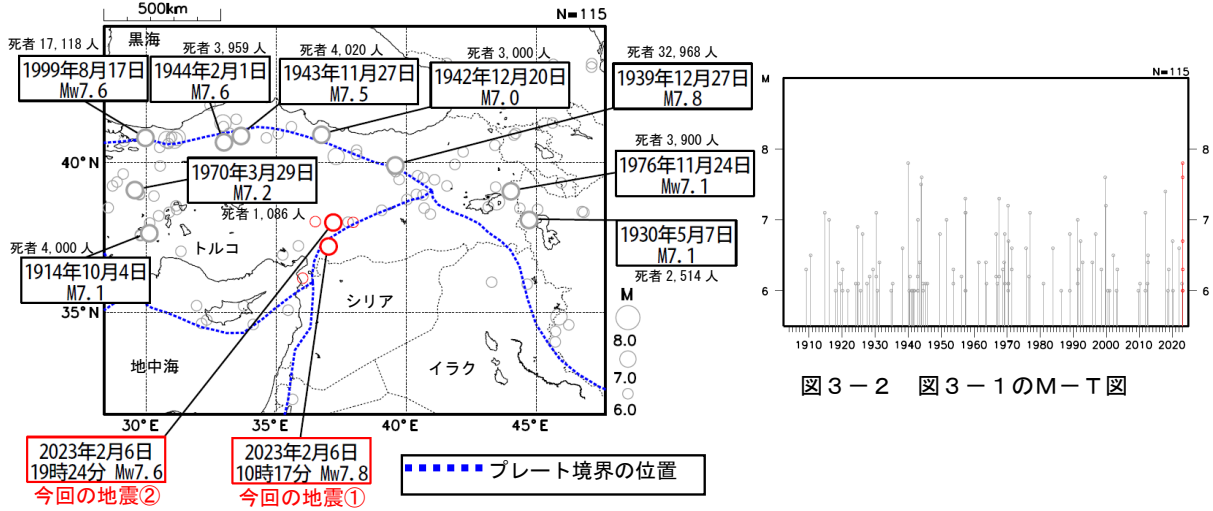 500km
N=115
死者 17,118 人
1999年8月17日
Mw7.6
黒海
死者 3,959 人
1944年2月1日
M7.6
死者 4,020 人
1943年11月27日
M7.5
死者 3,000 人
1942年12月20日
M7.0
死者 32,968 人
1939年12月27日
M7.8
死者 3,900 人
1976年11月24日
Mw7.1
1970年3月29日
M7.2
死者 1,086 人
1930年5月7日
M7.1
死者 2,514 人
死者 4,000 人
1914年10月4日
M7.1
トルコ
シリア
イラク
地中海
40°N
35°N
30°E
35°E
40°E
45°E
M
8.0
7.0
6.0
2023年2月6日
19時24分 Mw7.6
今回の地震②
2023年2月6日
10時17分 Mw7.8
今回の地震①
プレート境界の位置
M
N=115
8
7
6
8
7
6
1910
1920
1930
1940
1950
1960
1970
1980
1990
2000
2010
2020
図3-2 図3-1のM-T図